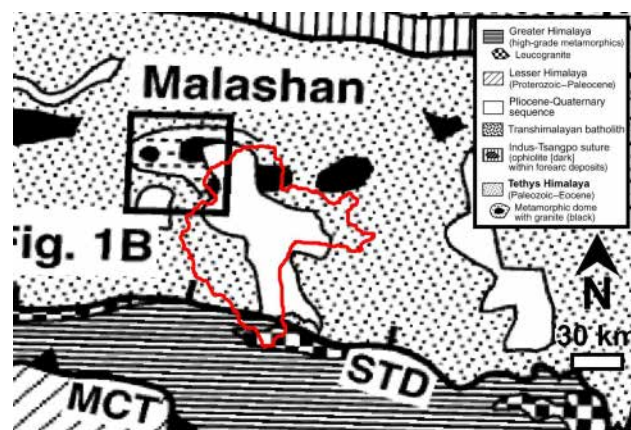 Malashan
Fig. 1B
STD
MCT
Greater Himalaya
(high-grade metamorphics)
Leucogranite
Lesser Himalaya
(Proterozoic–Paleocene)
Pliocene-Quaternary
sequence
Transhimalayan batholith
Indus-Tsangpo suture
(ophiolite [dark]
within forearc deposits)
Tethys Himalaya
(Paleozoic–Eocene)
Metamorphic dome
with granite (black)
N
30 km